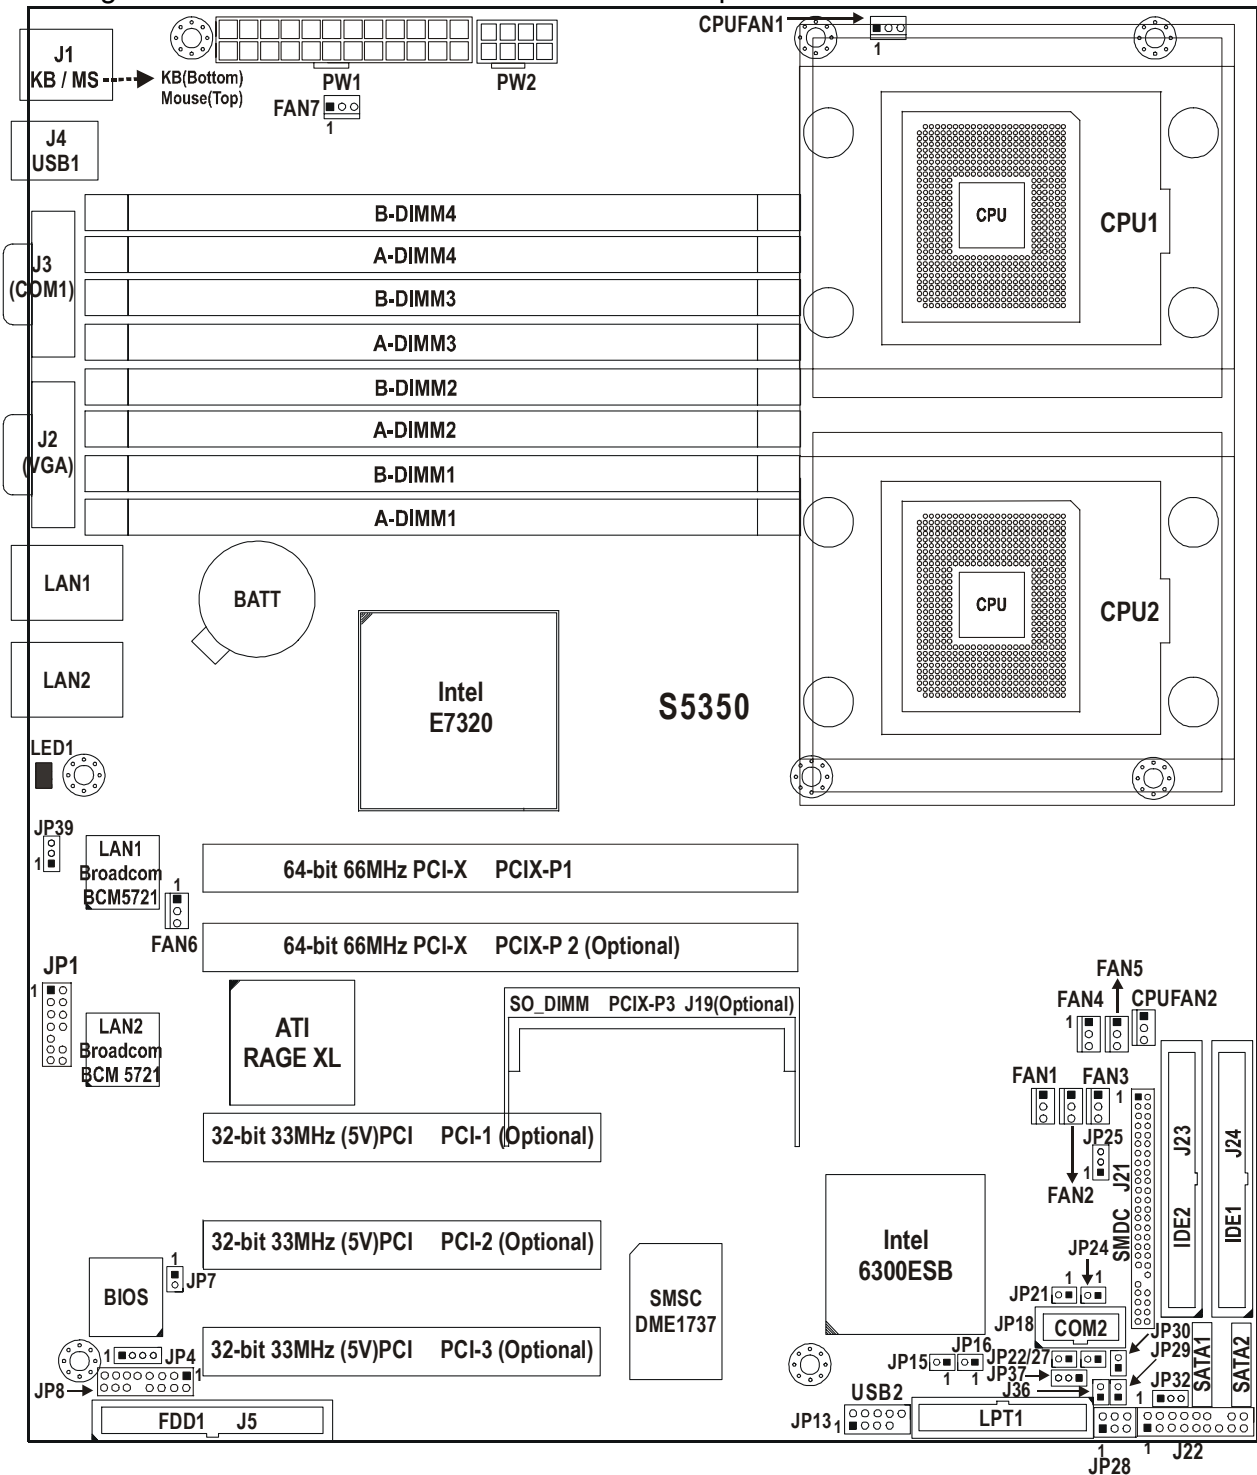 CPUFAN1
1
J1
KB / MS
KB(Bottom)
Mouse(Top)
PW1
PW2
FAN7
1
J4
USB1
B-DIMM4
A-DIMM4
B-DIMM3
A-DIMM3
B-DIMM2
A-DIMM2
B-DIMM1
A-DIMM1
J3
(COM1)
J2
(VGA)
CPU
CPU1
CPU
CPU2
LAN1
BATT
LAN2
Intel
E7320
S5350
LED1
JP39
1
LAN1
Broadcom
BCM5721
1
FAN6
64-bit 66MHz PCI-X PCIX-P1
64-bit 66MHz PCI-X PCIX-P 2 (Optional)
JP1
1
LAN2
Broadcom
BCM 5721
ATI
RAGE XL
SO_DIMM PCIX-P3 J19(Optional)
FAN5
FAN4
CPUFAN2
1
FAN1
FAN3
1
JP25
1
FAN2
J21
SMDC
J23
IDE2
J24
IDE1
32-bit 33MHz (5V)PCI PCI-1 (Optional)
32-bit 33MHz (5V)PCI PCI-2 (Optional)
32-bit 33MHz (5V)PCI PCI-3 (Optional)
Intel
6300ESB
SMSC
DME1737
BIOS
1
JP7
1
JP4
JP8
1
FDD1 J5
JP24
JP21
1
1
JP18
COM2
JP30
JP29
JP16
JP15
1
1
JP22/27
JP37
J36
JP32
1
SATA1
SATA2
USB2
JP13
1
LPT1
1
JP28
1
J22